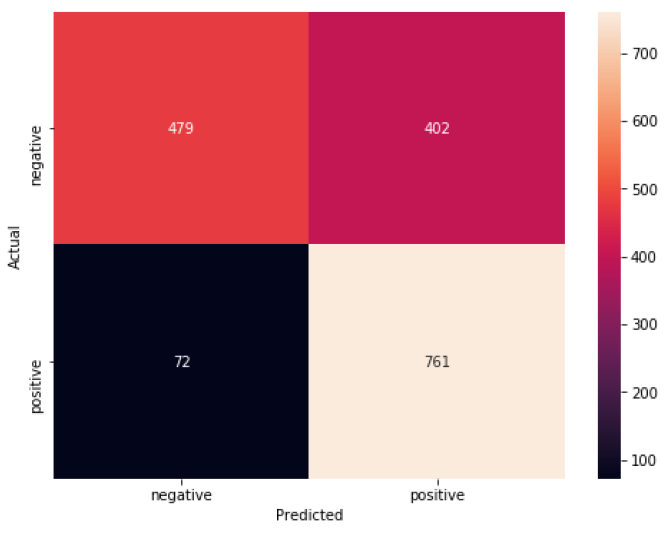 479 402
72 761
negative
positive
Actual
negative positive
Predicted
700
600
500
400
300
200
100